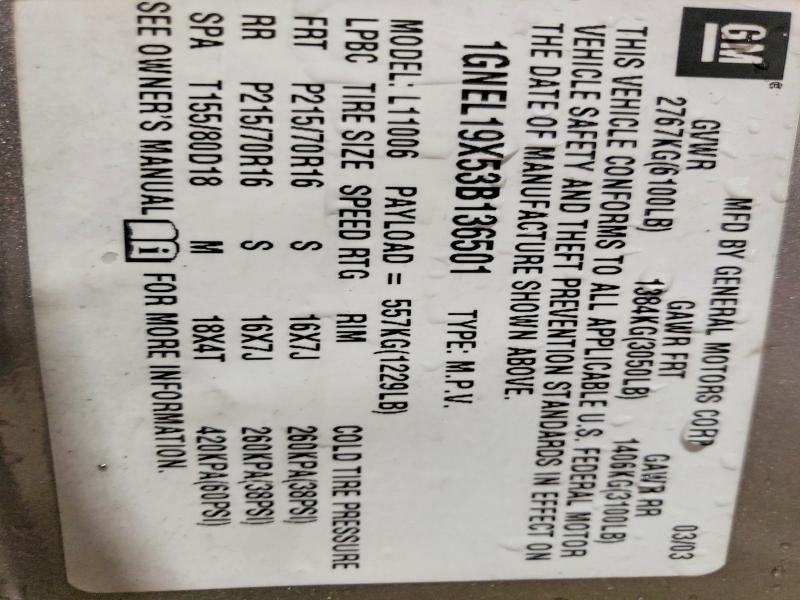 GM®
MFD BY GENERAL MOTORS CORP 03/03
GVWR GAWR FRT GAWR RR
2767KG(6100LB) 1384KG(3050LB) 1406KG(3100LB)
THIS VEHICLE CONFORMS TO ALL APPLICABLE U.S. FEDERAL MOTOR
VEHICLE SAFETY AND THEFT PREVENTION STANDARDS IN EFFECT ON
THE DATE OF MANUFACTURE SHOWN ABOVE.
1GNEL19X53B136501 TYPE: M.P.V.
MODEL: L11006 PAYLOAD = 557KG(1229LB)
LPBC TIRE SIZE SPEED RTG RIM COLD TIRE PRESSURE
FRT P215/70R16 S 16X7J 260KPA(38PSI)
RR P215/70R16 S 16X7J 260KPA(38PSI)
SPA T155/80D18 M 18X4T 420KPA(60PSI)
SEE OWNER'S MANUAL i FOR MORE INFORMATION.